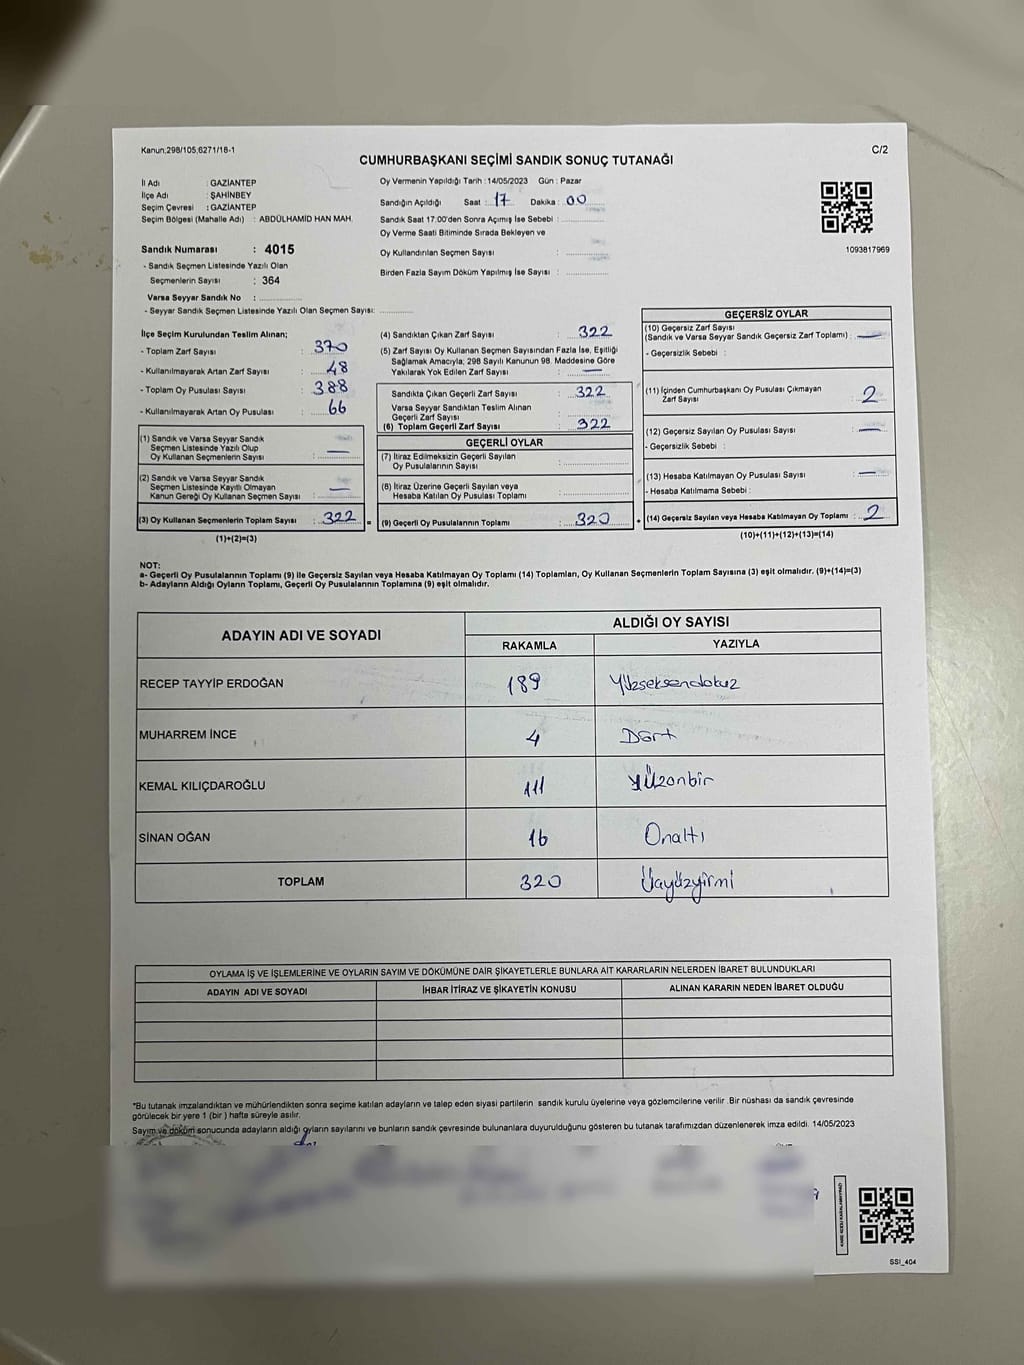 Kanun;298/105,6271/18-1
C/2
CUMHURBAŞKANI SEÇİMİ SANDIK SONUÇ TUTANAĞI
İl Adı : GAZİANTEP
İlçe Adı : ŞAHİNBEY
Seçim Çevresi : GAZİANTEP
Seçim Bölgesi (Mahalle Adı) : ABDÜLHAMİD HAN MAH.
Oy Vermenin Yapıldığı Tarih : 14/05/2023 Gün : Pazar
Sandığın Açıldığı Saat : 17 Dakika : 00
Sandık Saat 17.00'den Sonra Açımış İse Sebebi :
Oy Verme Saati Bitiminde Sırada Bekleyen ve
Oy Kullandırılan Seçmen Sayısı :
Birden Fazla Sayım Döküm Yapılmış İse Sayısı :
1093817969
Sandık Numarası : 4015
- Sandık Seçmen Listesinde Yazılı Olan
Seçmenlerin Sayısı : 364
Varsa Seyyar Sandık No :
- Seyyar Sandık Seçmen Listesinde Yazılı Olan Seçmen Sayısı:
İlçe Seçim Kurulundan Teslim Alınan;
- Toplam Zarf Sayısı : 370
- Kullanılmayarak Artan Zarf Sayısı : 48
- Toplam Oy Pusulası Sayısı : 388
- Kullanılmayarak Artan Oy Pusulası : 66
(1) Sandık ve Varsa Seyyar Sandık
Seçmen Listesinde Yazılı Olup
Oy Kullanan Seçmenlerin Sayısı : —
(2) Sandık ve Varsa Seyyar Sandık
Seçmen Listesinde Kayıtlı Olmayan
Kanun Gereği Oy Kullanan Seçmen Sayısı : —
(3) Oy Kullanan Seçmenlerin Toplam Sayısı : 322 =
(1)+(2)=(3)
(4) Sandıktan Çıkan Zarf Sayısı : 322
(5) Zarf Sayısı Oy Kullanan Seçmen Sayısından Fazla İse, Eşitliği
Sağlamak Amacıyla; 298 Sayılı Kanunun 98. Maddesine Göre
Yakılarak Yok Edilen Zarf Sayısı : —
Sandıkta Çıkan Geçerli Zarf Sayısı : 322
Varsa Seyyar Sandıktan Teslim Alınan
Geçerli Zarf Sayısı :
(6) Toplam Geçerli Zarf Sayısı : 322
GEÇERLİ OYLAR
(7) İtiraz Edilmeksizin Geçerli Sayılan
Oy Pusulalarının Sayısı :
(8) İtiraz Üzerine Geçerli Sayılan veya
Hesaba Katılan Oy Pusulası Toplamı :
(9) Geçerli Oy Pusulalarının Toplamı : 320 +
GEÇERSİZ OYLAR
(10) Geçersiz Zarf Sayısı
(Sandık ve Varsa Seyyar Sandık Geçersiz Zarf Toplamı) : —
- Geçersizlik Sebebi :
(11) İçinden Cumhurbaşkanı Oy Pusulası Çıkmayan
Zarf Sayısı : 2
(12) Geçersiz Sayılan Oy Pusulası Sayısı : —
- Geçersizlik Sebebi :
(13) Hesaba Katılmayan Oy Pusulası Sayısı : —
- Hesaba Katılmama Sebebi :
(14) Geçersiz Sayılan veya Hesaba Katılmayan Oy Toplamı : 2
(10)+(11)+(12)+(13)=(14)
NOT:
a- Geçerli Oy Pusulalarının Toplamı (9) ile Geçersiz Sayılan veya Hesaba Katılmayan Oy Toplamı (14) Toplamları, Oy Kullanan Seçmenlerin Toplam Sayısına (3) eşit olmalıdır. (9)+(14)=(3)
b- Adayların Aldığı Oyların Toplamı, Geçerli Oy Pusulalarının Toplamına (9) eşit olmalıdır.
ADAYIN ADI VE SOYADI
ALDIĞI OY SAYISI
RAKAMLA YAZIYLA
RECEP TAYYİP ERDOĞAN 189 Yüzseksendokuz
MUHARREM İNCE 4 Dört
KEMAL KILIÇDAROĞLU 111 Yüzonbir
SİNAN OĞAN 16 Onaltı
TOPLAM 320 Üçyüzyirmi
OYLAMA İŞ VE İŞLEMLERİNE VE OYLARIN SAYIM VE DÖKÜMÜNE DAİR ŞİKAYETLERLE BUNLARA AİT KARARLARIN NELERDEN İBARET BULUNDUKLARI
ADAYIN ADI VE SOYADI İHBAR İTİRAZ VE ŞİKAYETİN KONUSU ALINAN KARARIN NEDEN İBARET OLDUĞU
*Bu tutanak imzalandıktan ve mühürlendikten sonra seçime katılan adayların ve talep eden siyasi partilerin sandık kurulu üyelerine veya gözlemcilerine verilir .Bir nüshası da sandık çevresinde
görülecek bir yere 1 (bir ) hafta süreyle asılır.
Sayım ve döküm sonucunda adayların aldığı oyların sayılarını ve bunların sandık çevresinde bulunanlara duyurulduğunu gösteren bu tutanak tarafımızdan düzenlenerek imza edildi. 14/05/2023
SSI_404